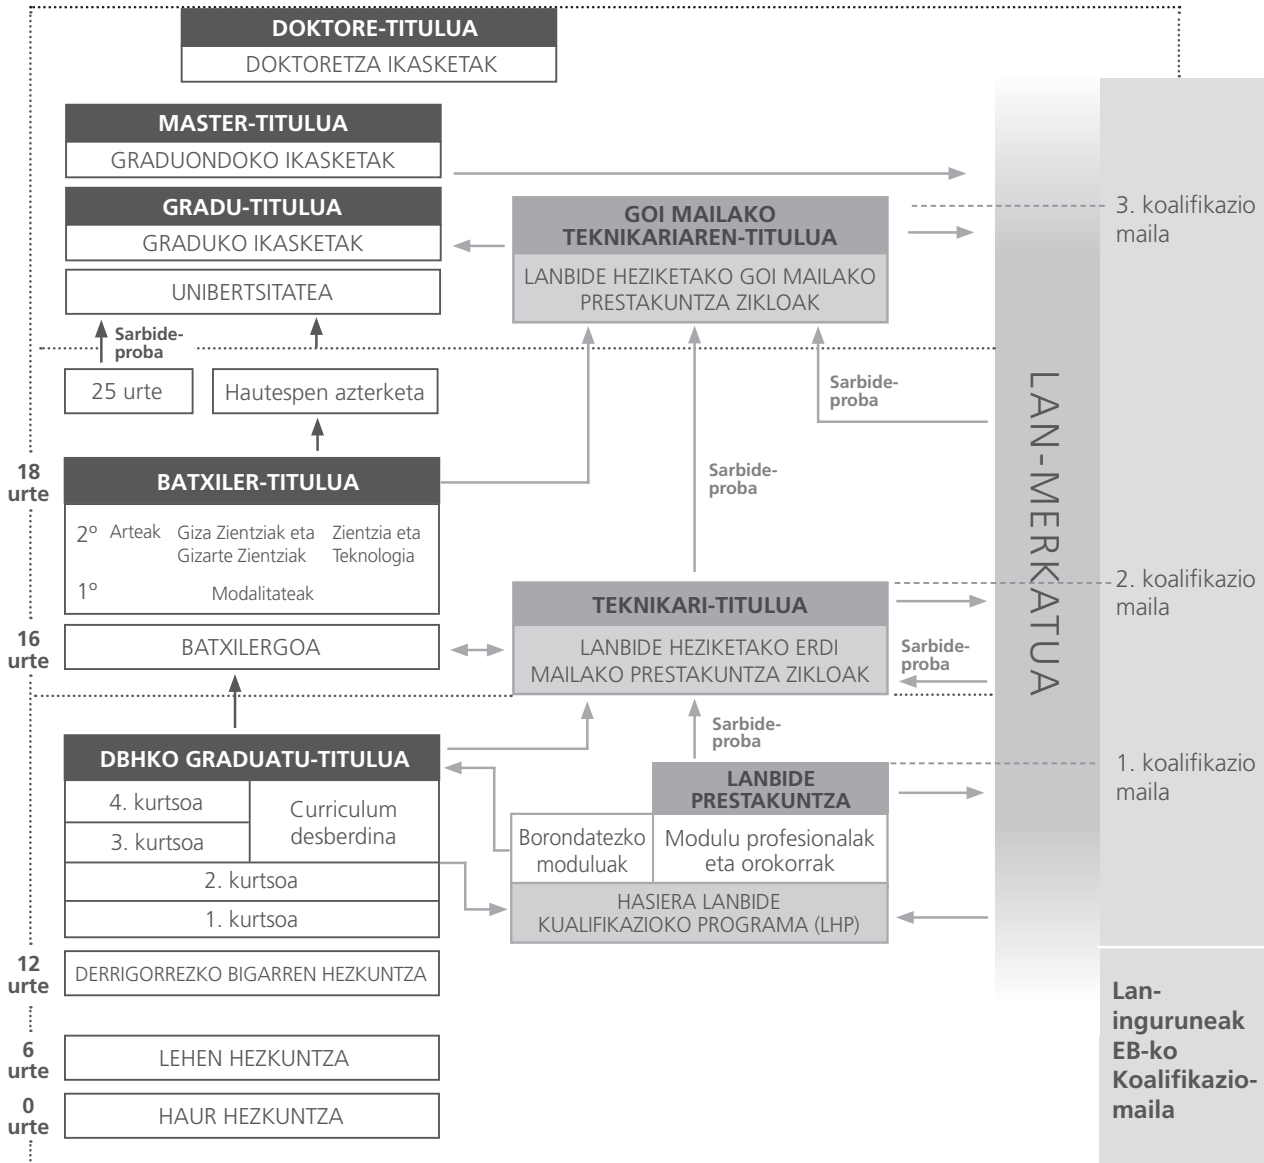 DOKTORE-TITULUA
DOKTORETZA IKASKETAK
MASTER-TITULUA
GRADUONDOKO IKASKETAK
GRADU-TITULUA
GRADUKO IKASKETAK
UNIBERTSITATEA
GOI MAILAKO
TEKNIKARIAREN-TITULUA
LANBIDE HEZIKETAKO GOI MAILAKO
PRESTAKUNTZA ZIKLOAK
3. koalifikazio
maila
Sarbide-
proba
25 urte
Hautespen azterketa
Sarbide-
proba
LAN-MERKATUA
18
urte
BATXILER-TITULUA
Sarbide-
proba
2º Arteak
Giza Zientziak eta
Gizarte Zientziak
Zientzia eta
Teknologia
1º Modalitateak
2. koalifikazio
maila
TEKNIKARI-TITULUA
16
urte
BATXILERGOA
LANBIDE HEZIKETAKO ERDI
MAILAKO PRESTAKUNTZA ZIKLOAK
Sarbide-
proba
Sarbide-
proba
DBHKO GRADUATU-TITULUA
LANBIDE
PRESTAKUNTZA
1. koalifikazio
maila
4. kurtsoa
3. kurtsoa
Curriculum
desberdina
Borondatezko
moduluak
Modulu profesionalak
eta orokorrak
2. kurtsoa
1. kurtsoa
HASIERA LANBIDE
KUALIFIKAZIOKO PROGRAMA (LHP)
12
urte
DERRIGORREZKO BIGARREN HEZKUNTZA
Lan-
inguruneak
EB-ko
Koalifikazio-
maila
6
urte
LEHEN HEZKUNTZA
0
urte
HAUR HEZKUNTZA